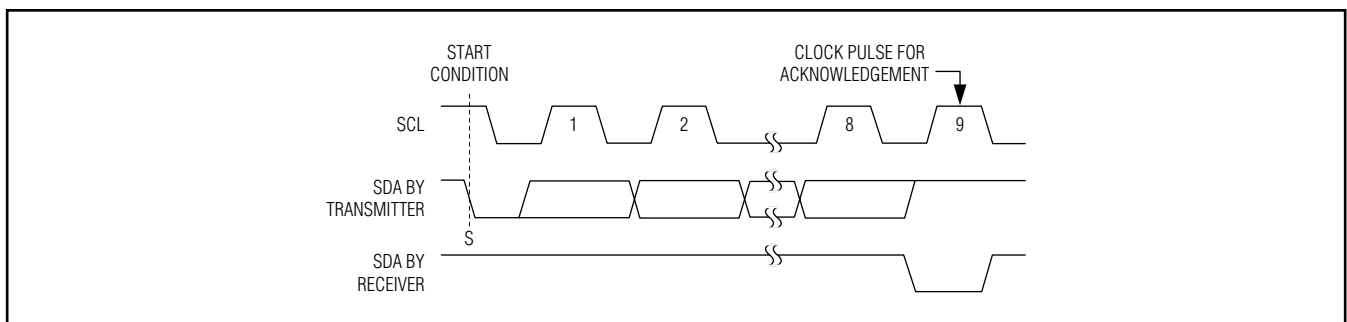 START
CONDITION
CLOCK PULSE FOR
ACKNOWLEDGEMENT
SCL
1
2
8
9
SDA BY
TRANSMITTER
S
SDA BY
RECEIVER